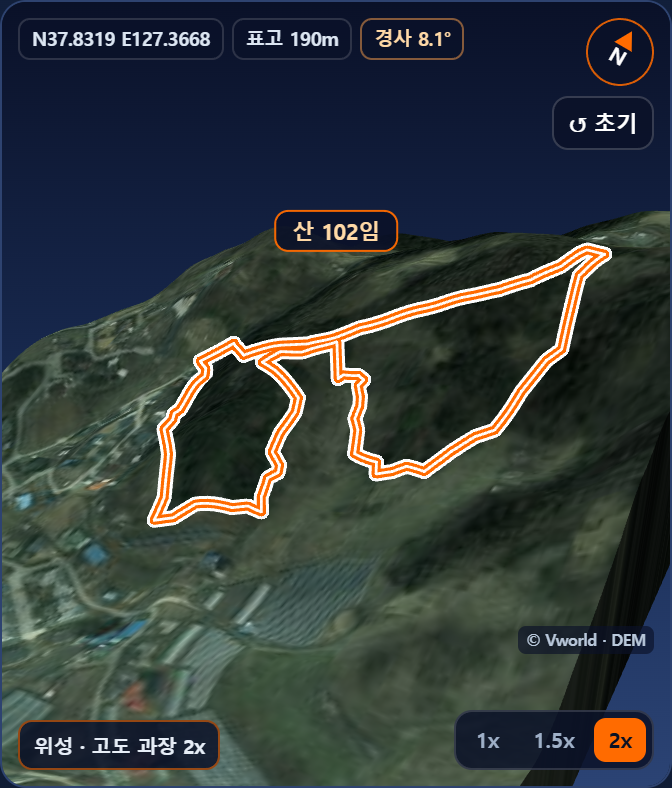 N37.8319 E127.3668
표고 190m
경사 8.1°
N
↺ 초기
산 102임
© Vworld · DEM
위성 · 고도 과장 2x
1x
1.5x
2x